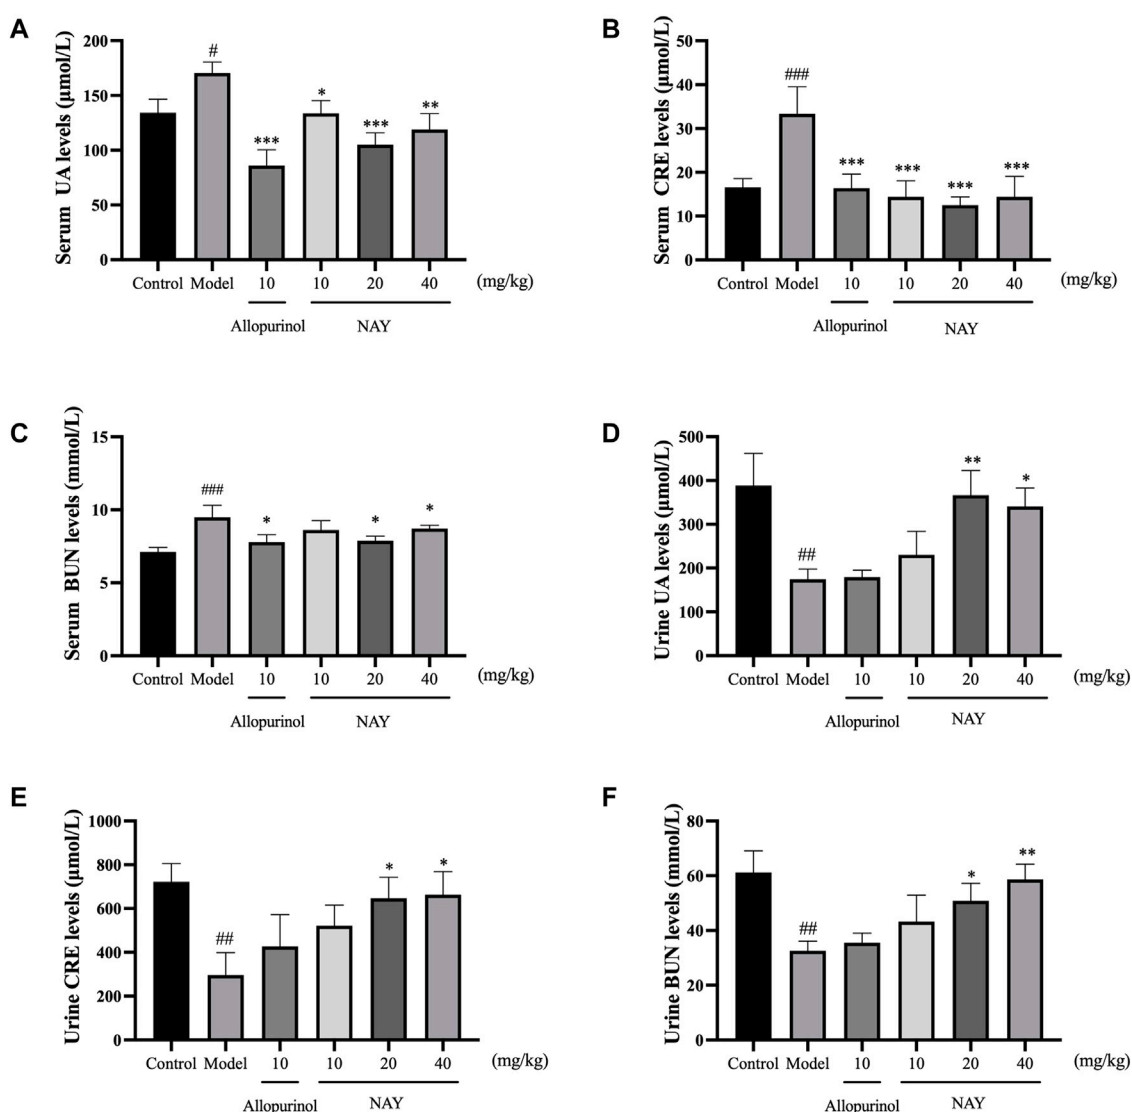 A
Serum UA levels (μmol/L)
200
150
100
50
0
#
***
*
***
**
Control Model 10 10 20 40 (mg/kg)
Allopurinol NAY
B
Serum CRE levels (μmol/L)
50
40
30
20
10
0
###
***
***
***
***
Control Model 10 10 20 40 (mg/kg)
Allopurinol NAY
C
Serum BUN levels (mmol/L)
15
10
5
0
###
*
*
*
Control Model 10 10 20 40 (mg/kg)
Allopurinol NAY
D
Urine UA levels (μmol/L)
500
400
300
200
100
0
##
**
*
Control Model 10 10 20 40 (mg/kg)
Allopurinol NAY
E
Urine CRE levels (μmol/L)
1000
800
600
400
200
0
##
*
*
Control Model 10 10 20 40 (mg/kg)
Allopurinol NAY
F
Urine BUN levels (mmol/L)
80
60
40
20
0
##
*
**
Control Model 10 10 20 40 (mg/kg)
Allopurinol NAY